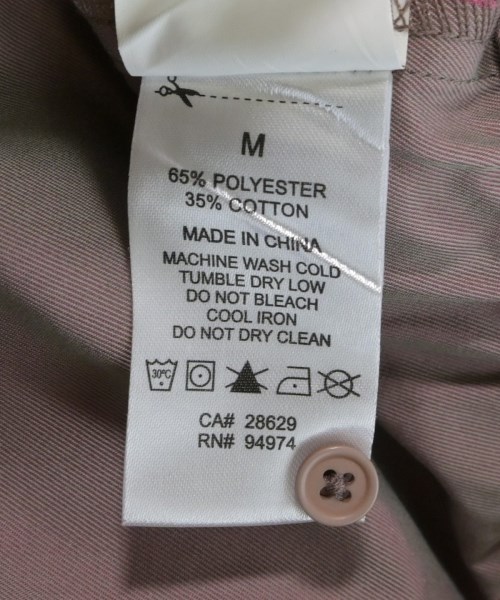 M
65% POLYESTER
35% COTTON
MADE IN CHINA
MACHINE WASH COLD
TUMBLE DRY LOW
DO NOT BLEACH
COOL IRON
DO NOT DRY CLEAN
30°C
CA# 28629
RN# 94974